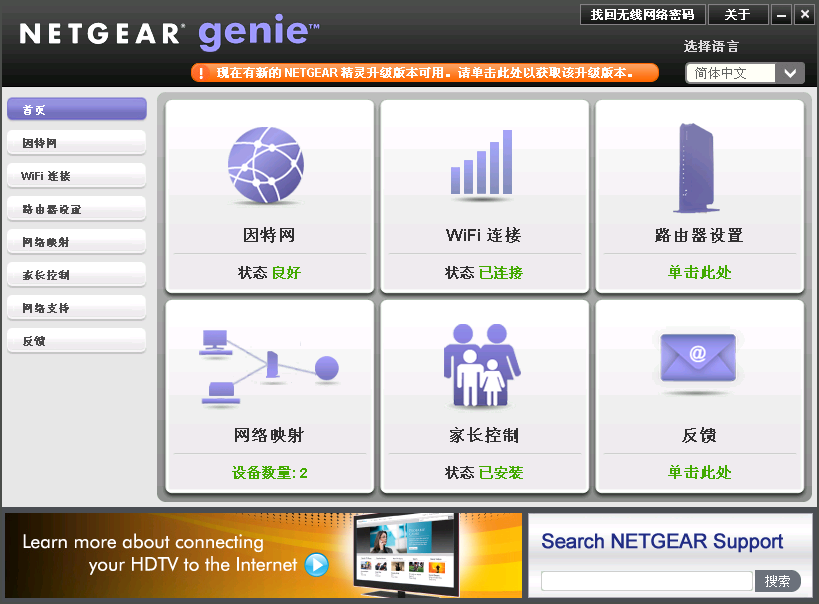 NETGEAR® genie™
找回无线网络密码
关于
选择语言
简体中文
! 现在有新的 NETGEAR 精灵升级版本可用。请单击此处以获取该升级版本。
首页
因特网
WiFi 连接
路由器设置
网络映射
家长控制
网络支持
反馈
因特网
状态 良好
WiFi 连接
状态 已连接
路由器设置
单击此处
网络映射
设备数量: 2
家长控制
状态 已安装
@
反馈
单击此处
Learn more about connecting
your HDTV to the Internet
Search NETGEAR Support
搜索